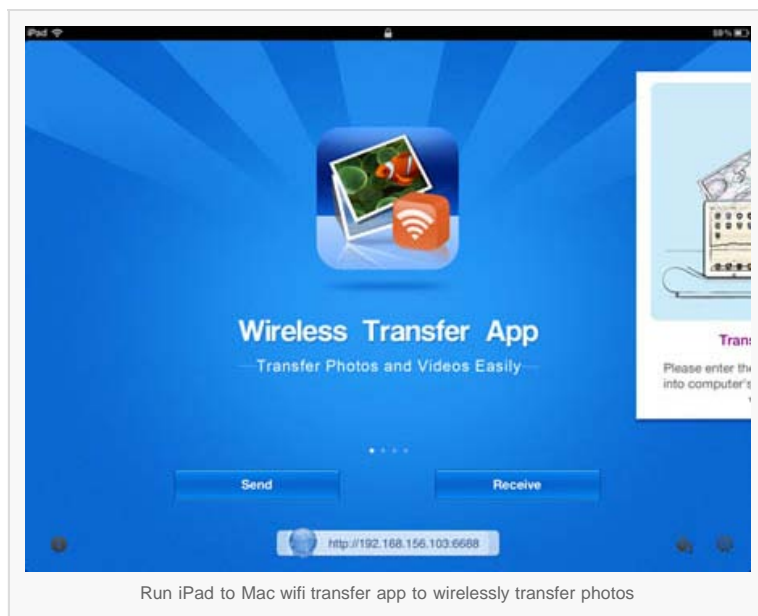 iPad
Wireless Transfer App
Transfer Photos and Videos Easily
Trans
Please enter the
into computer's
Send
Receive
http://192.168.156.103:6688
Run iPad to Mac wifi transfer app to wirelessly transfer photos